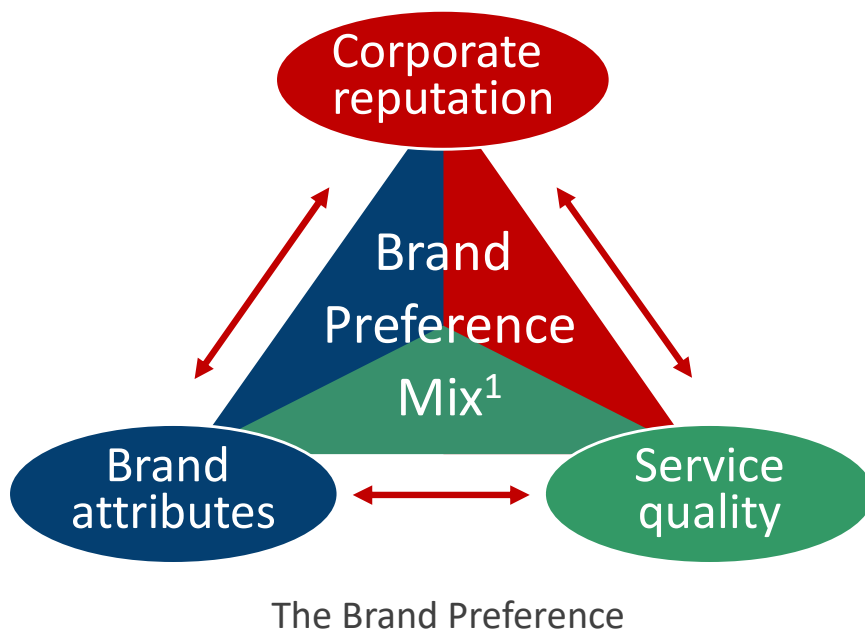 Corporate
reputation
Brand
Preference
Mix¹
Brand
attributes
Service
quality
The Brand Preference